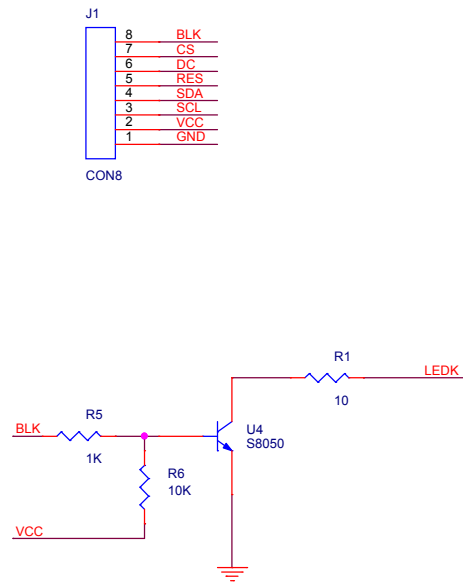 J1
8 BLK
7 CS
6 DC
5 RES
4 SDA
3 SCL
2 VCC
1 GND
CON8
R1
LEDK
10
BLK
R5
1K
U4
S8050
R6
10K
VCC